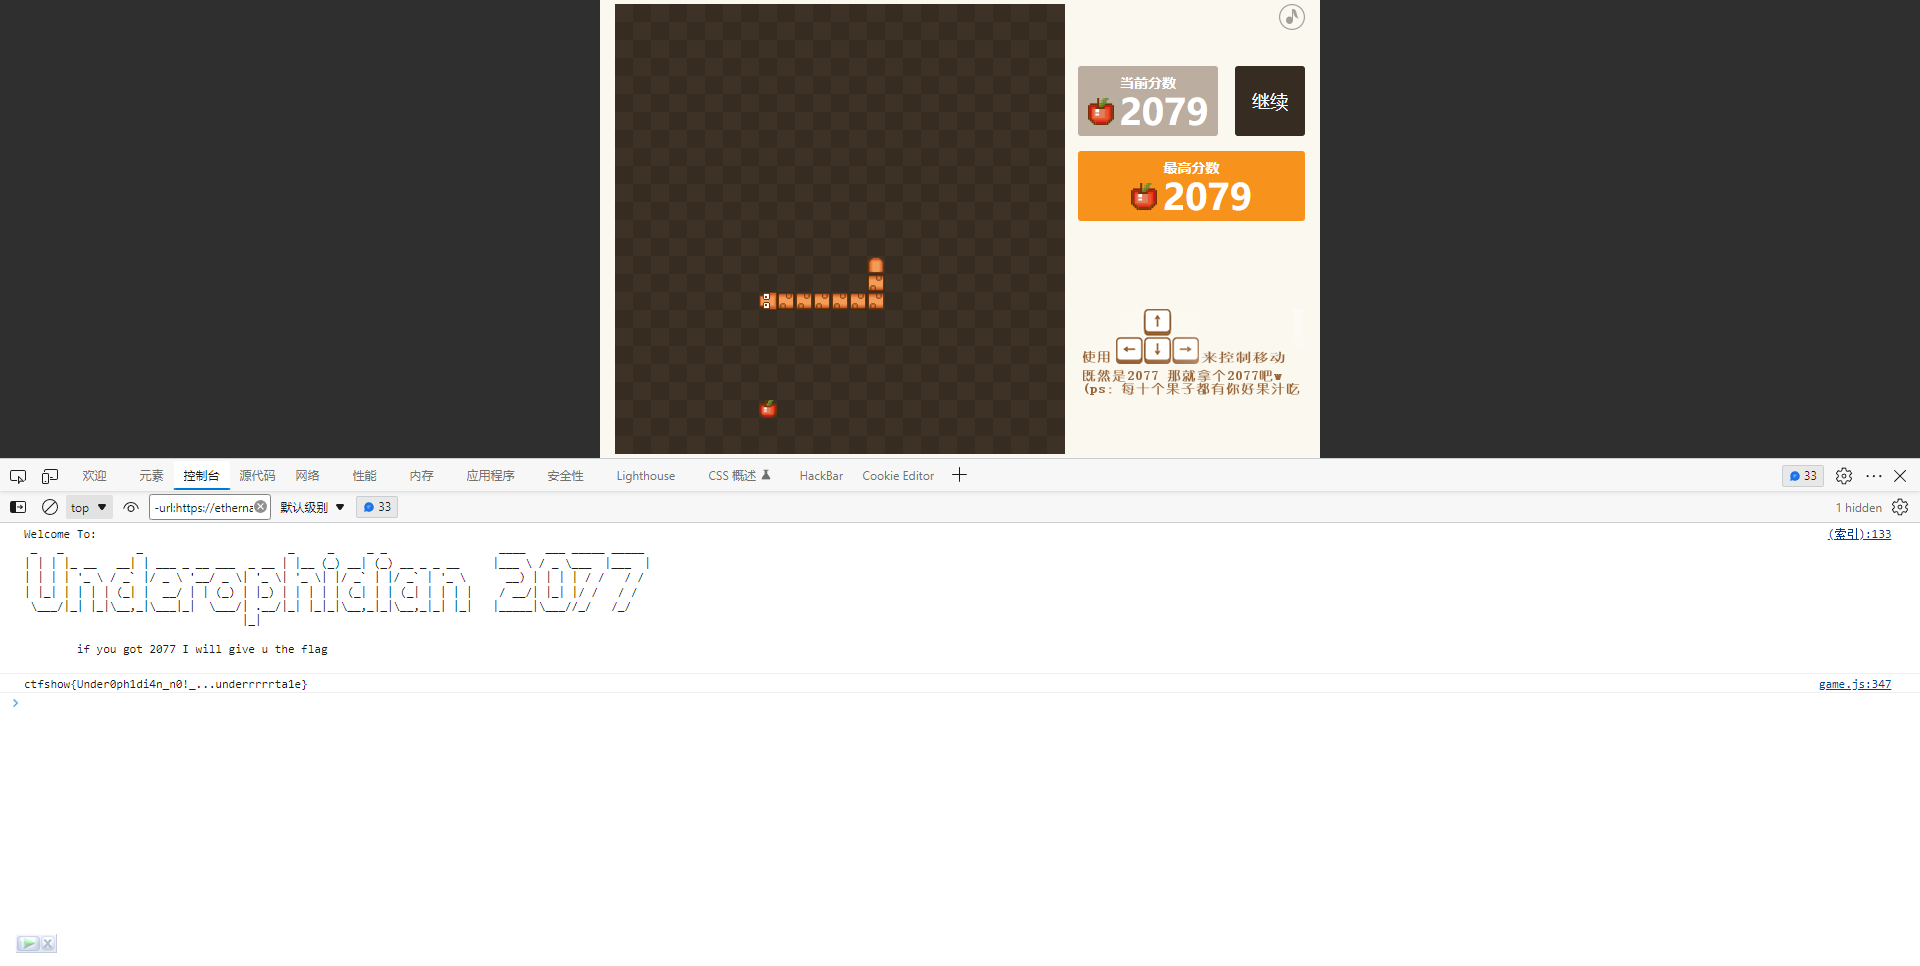 当前分数
2079
继续
最高分数
2079
使用 ↑ ← ↓ → 来控制移动
既然是2077 那就拿个2077吧w
(ps: 每十个果子都有你好果汁吃
欢迎 元素 控制台 源代码 网络 性能 内存 应用程序 安全性 Lighthouse CSS 概述 HackBar Cookie Editor 33
top -url:https://etherna 默认级别 33 1 hidden
Welcome To: (索引):133
Underophidian 2077
if you got 2077 I will give u the flag
ctfshow{Under0ph1di4n_n0!_...underrrrrta1e} game.js:347